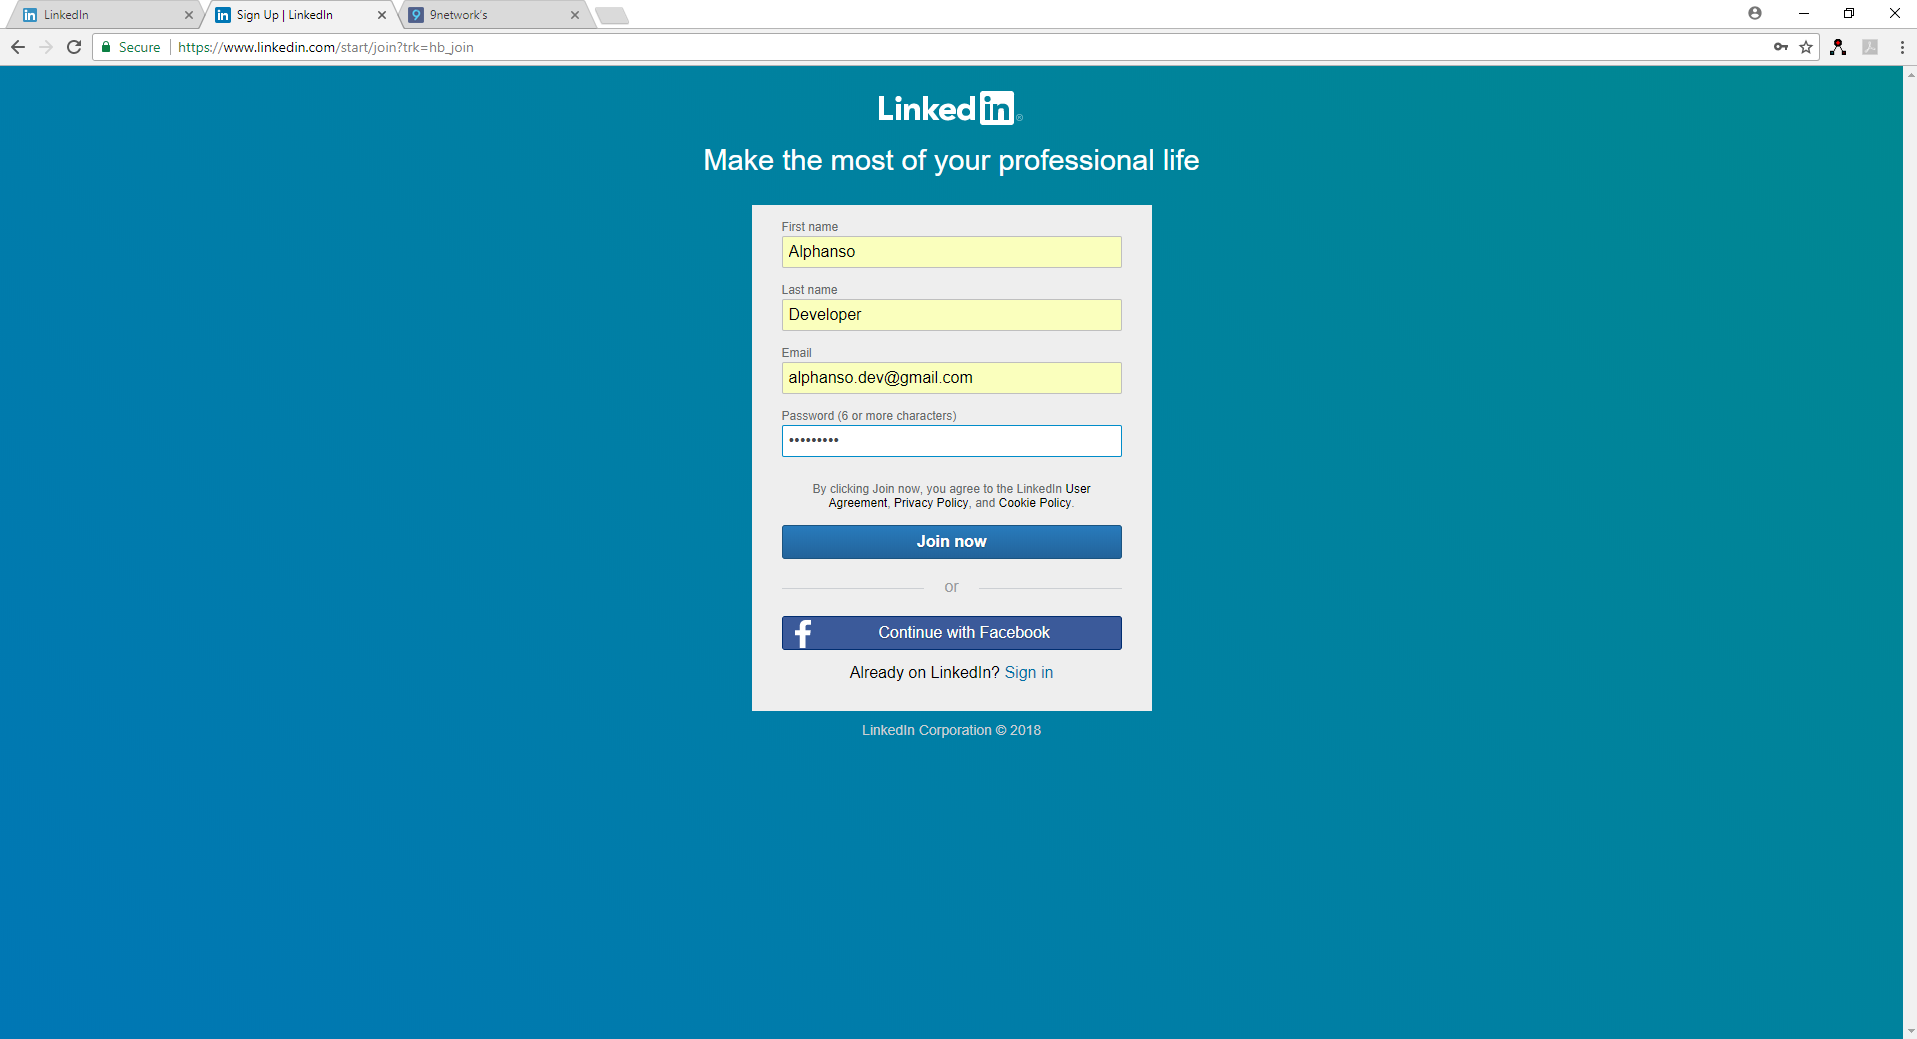 LinkedIn
Sign Up | LinkedIn
9network's
Secure
https://www.linkedin.com/start/join?trk=hb_join
Linked in ®
Make the most of your professional life
First name
Alphanso
Last name
Developer
Email
alphanso.dev@gmail.com
Password (6 or more characters)
•••••••••
By clicking Join now, you agree to the LinkedIn User
Agreement, Privacy Policy, and Cookie Policy.
Join now
or
Continue with Facebook
Already on LinkedIn? Sign in
LinkedIn Corporation © 2018